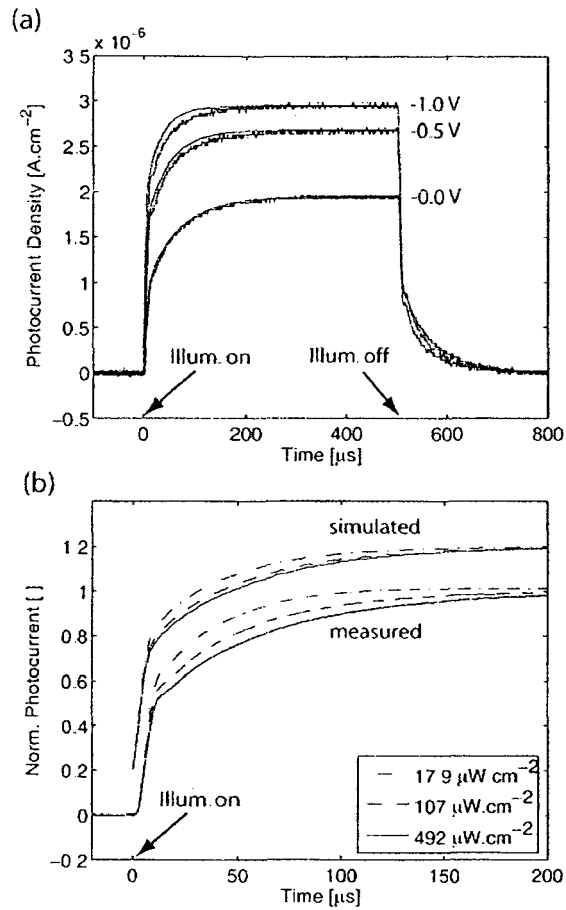 (a)
x 10⁻⁶
3 5
3
2.5
2
1 5
1
0 5
0
−0.5
Photocurrent Density [A.cm⁻²]
-1.0 V
-0.5 V
-0.0 V
Illum. on
Illum. off
0
200
400
600
800
Time [μs]
(b)
1 2
1
0.8
0.6
0.4
0.2
0
−0 2
Norm. Photocurrent [ ]
simulated
measured
Illum. on
17 9 μW cm⁻²
107 μW.cm⁻²
492 μW.cm⁻²
0
50
100
150
200
Time [μs]